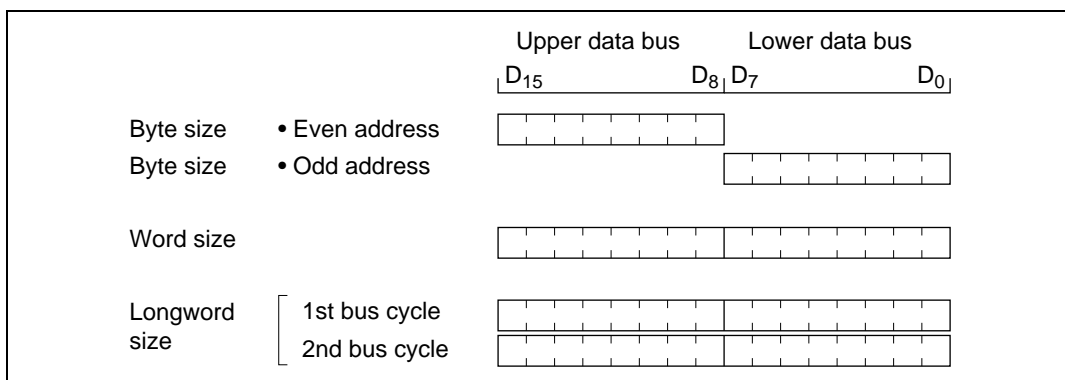 Upper data bus Lower data bus
D15 D8 D7 D0
Byte size • Even address
Byte size • Odd address
Word size
Longword size 1st bus cycle
2nd bus cycle